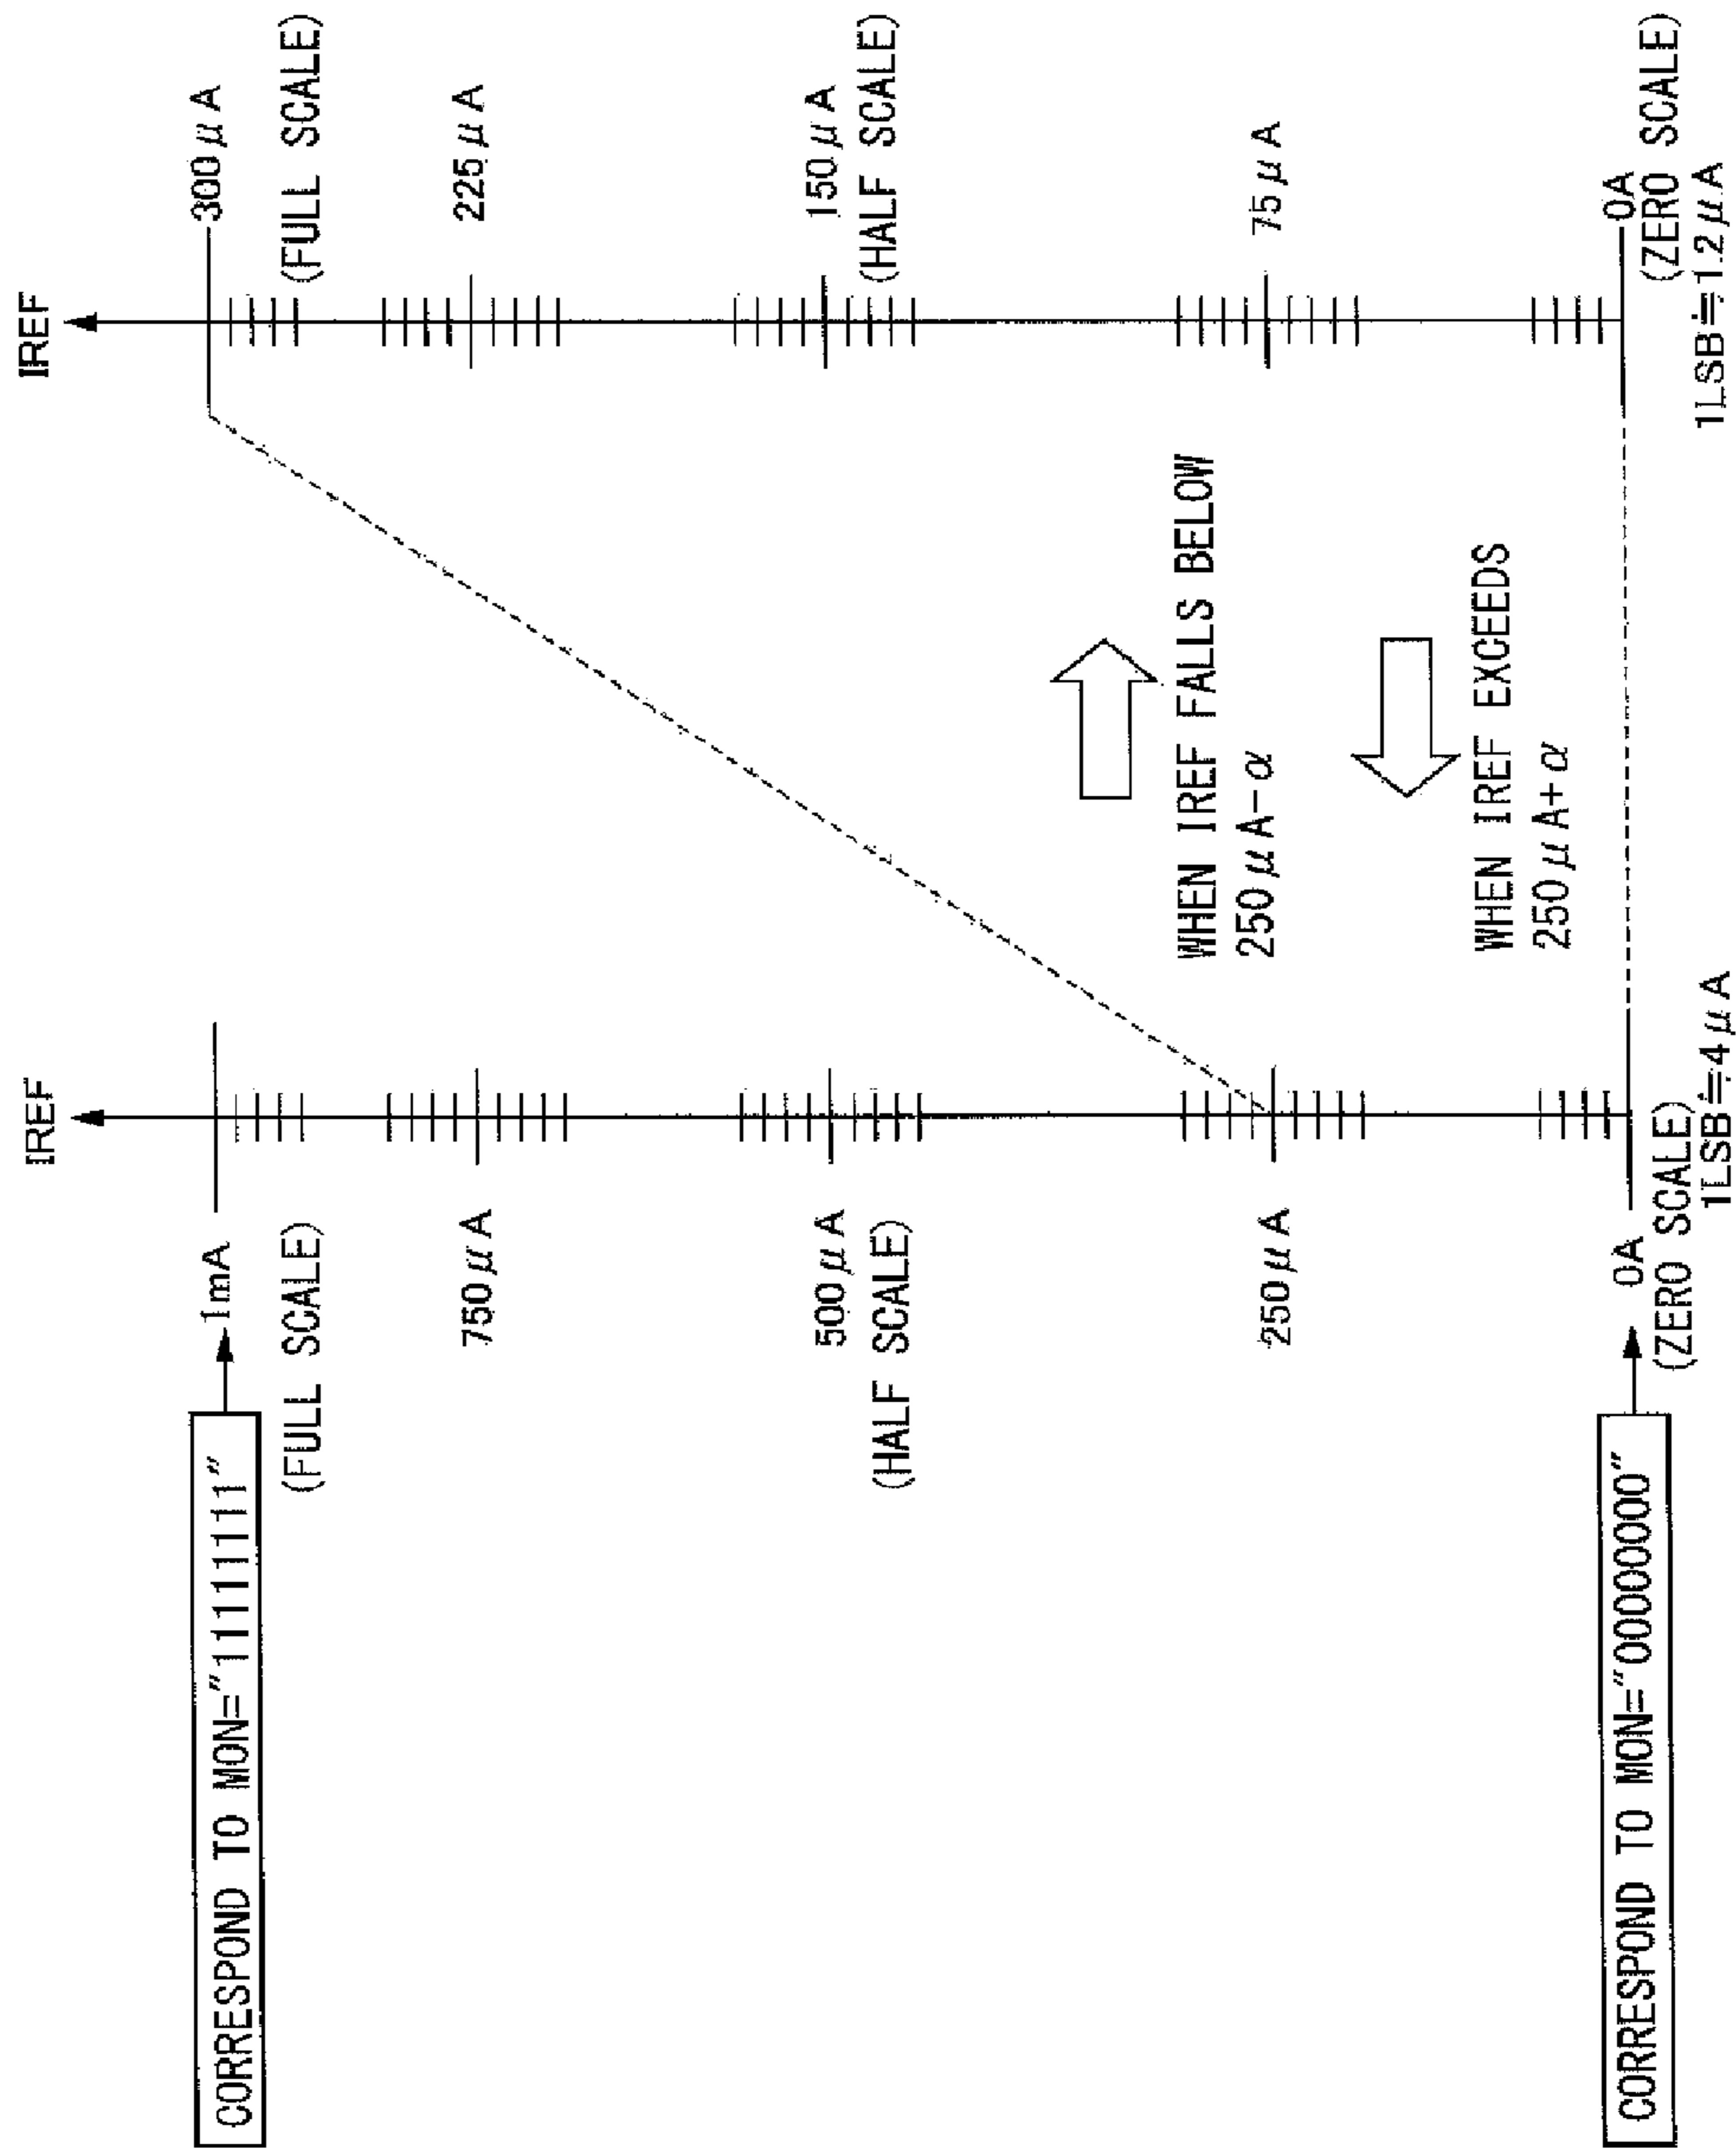 IREF
CORRESPOND TO MON="11111111"
1mA
(FULL SCALE)
750μA
500μA
(HALF SCALE)
250μA
CORRESPOND TO MON="00000000"
0A
(ZERO SCALE)
1LSB≒4μA
WHEN IREF FALLS BELOW
250μA-α
WHEN IREF EXCEEDS
250μA+α
IREF
300μA
(FULL SCALE)
225μA
150μA
(HALF SCALE)
75μA
0A
(ZERO SCALE)
1LSB≒1.2μA